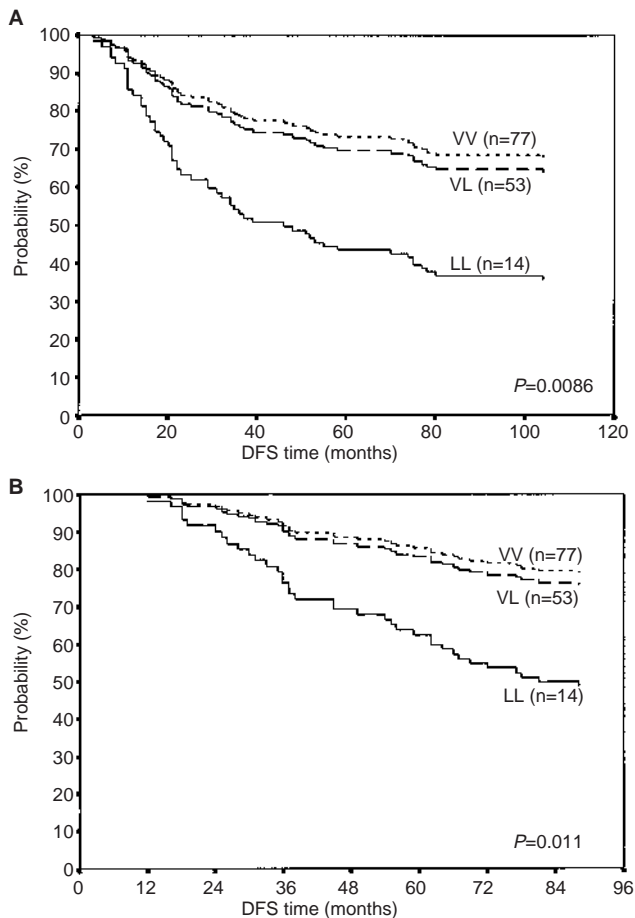 A
100
90
80
70
60
50
40
30
20
10
0
Probability (%)
VV (n=77)
VL (n=53)
LL (n=14)
P=0.0086
0 20 40 60 80 100 120
DFS time (months)
B
100
90
80
70
60
50
40
30
20
10
0
Probability (%)
VV (n=77)
VL (n=53)
LL (n=14)
P=0.011
0 12 24 36 48 60 72 84 96
DFS time (months)